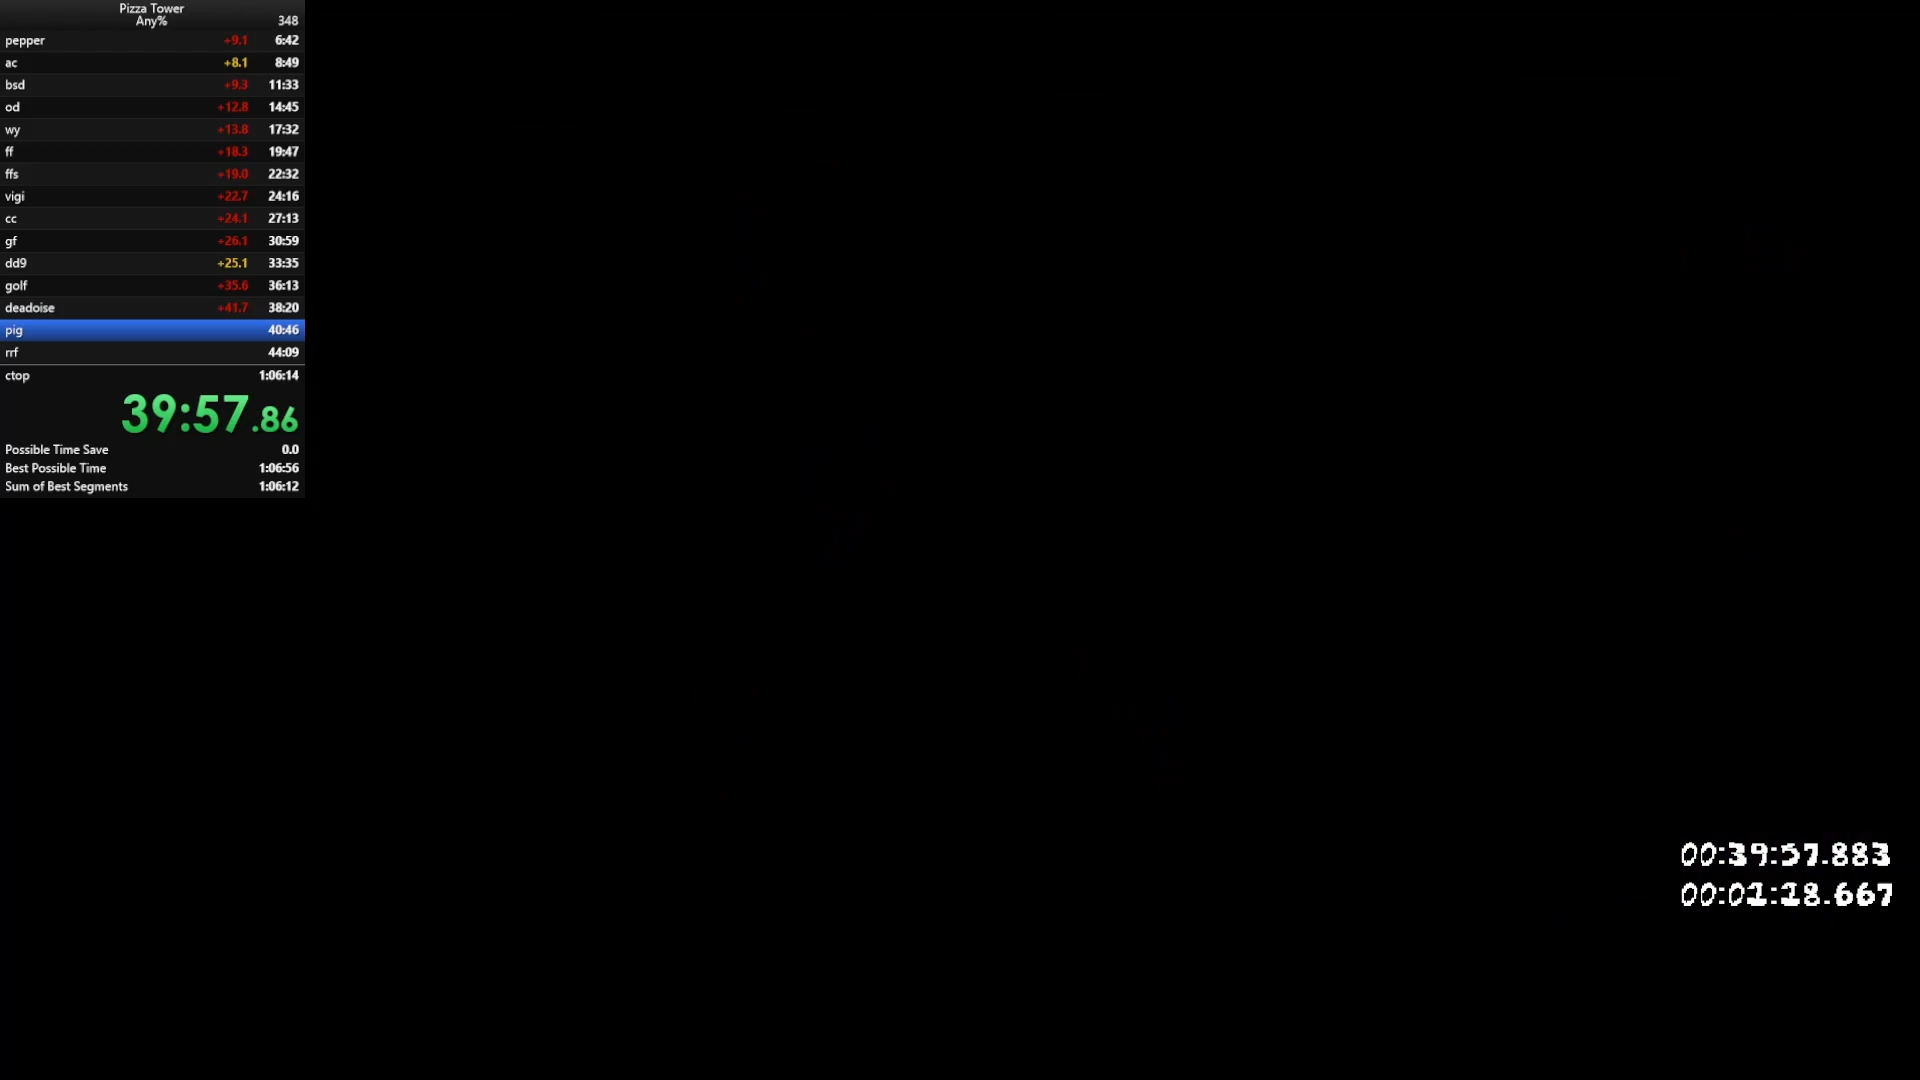 Pizza Tower
Any% 348
pepper +9.1 6:42
ac +8.1 8:49
bsd +9.3 11:33
od +12.8 14:45
wy +13.8 17:32
ff +18.3 19:47
ffs +19.0 22:32
vigi +22.7 24:16
cc +24.1 27:13
gf +26.1 30:59
dd9 +25.1 33:35
golf +35.6 36:13
deadoise +41.7 38:20
pig 40:46
rrf 44:09
ctop 1:06:14
39:57.86
Possible Time Save 0.0
Best Possible Time 1:06:56
Sum of Best Segments 1:06:12
00:39:57.883
00:01:18.667